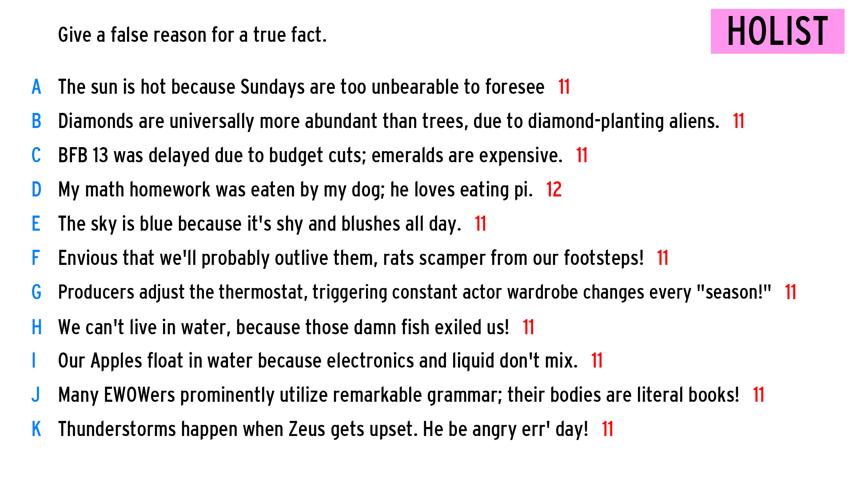 Give a false reason for a true fact.
HOLIST
A The sun is hot because Sundays are too unbearable to foresee 11
B Diamonds are universally more abundant than trees, due to diamond-planting aliens. 11
C BFB 13 was delayed due to budget cuts; emeralds are expensive. 11
D My math homework was eaten by my dog; he loves eating pi. 12
E The sky is blue because it's shy and blushes all day. 11
F Envious that we'll probably outlive them, rats scamper from our footsteps! 11
G Producers adjust the thermostat, triggering constant actor wardrobe changes every "season!" 11
H We can't live in water, because those damn fish exiled us! 11
I Our Apples float in water because electronics and liquid don't mix. 11
J Many EWOWers prominently utilize remarkable grammar; their bodies are literal books! 11
K Thunderstorms happen when Zeus gets upset. He be angry err' day! 11